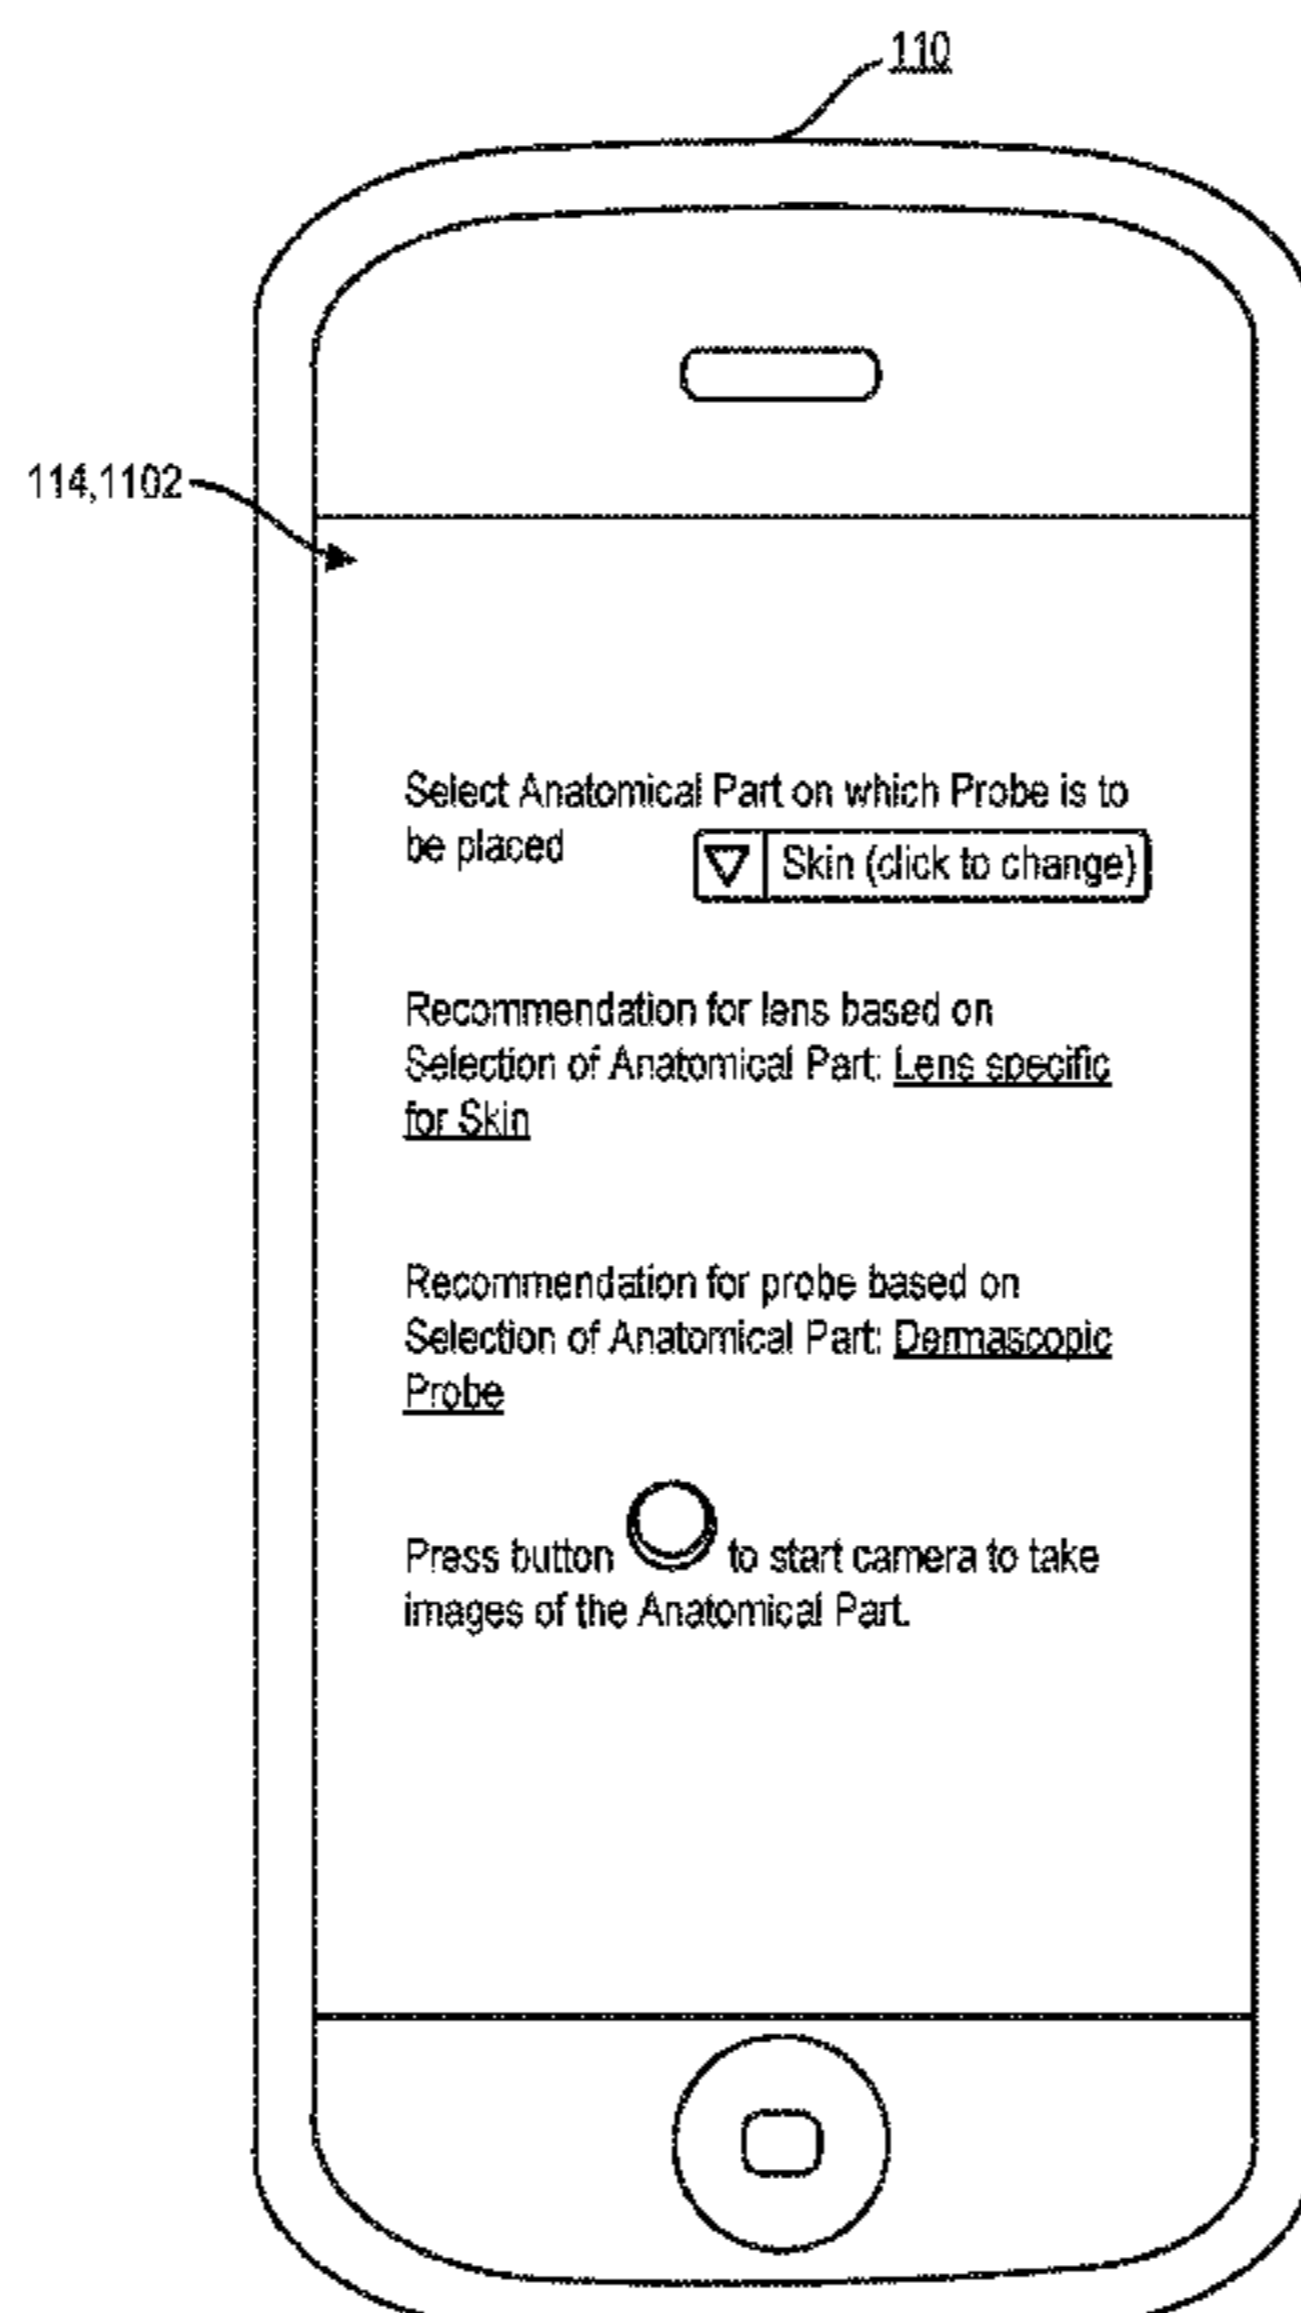 110
114,1102
Select Anatomical Part on which Probe is to
be placed
Skin (click to change)
Recommendation for lens based on
Selection of Anatomical Part: Lens specific
for Skin
Recommendation for probe based on
Selection of Anatomical Part: Dermascopic
Probe
Press button to start camera to take
images of the Anatomical Part.